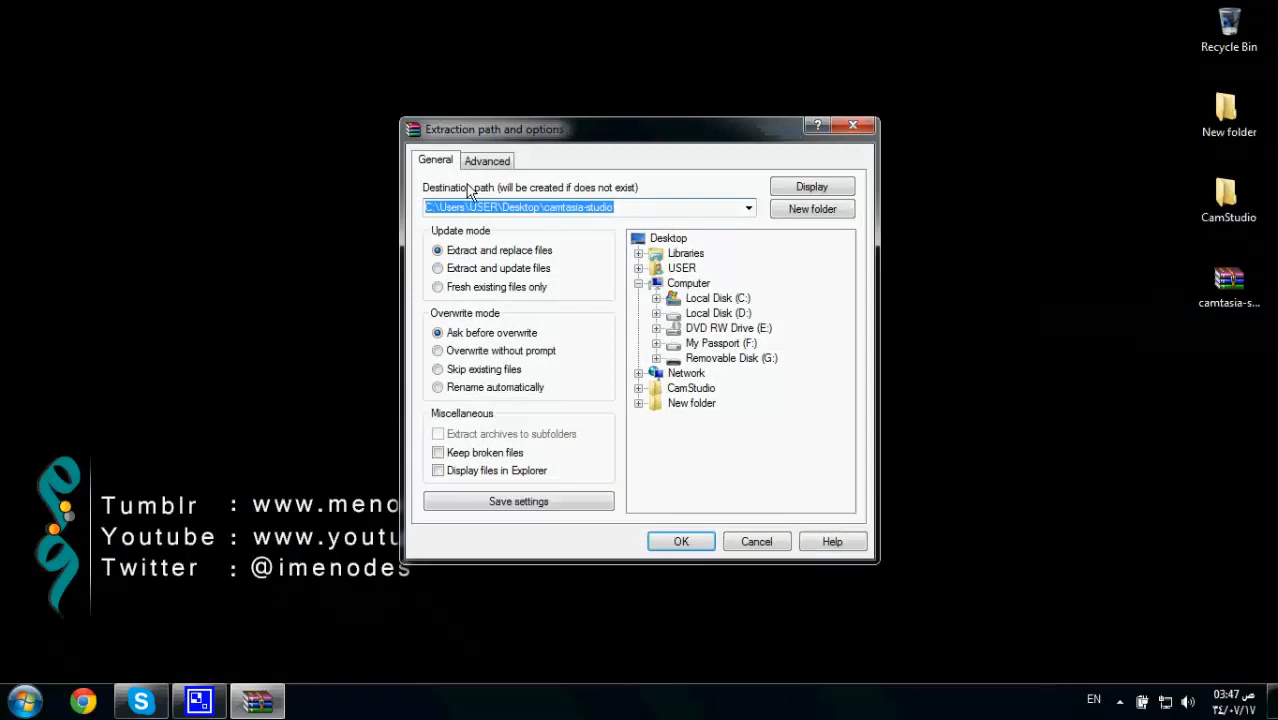 Recycle Bin
New folder
CamStudio
camtasia-s...
Extraction path and options
?
General
Advanced
Destination path (will be created if does not exist)
Display
C:\Users\USER\Desktop\camtasia-studio
New folder
Update mode
Extract and replace files
Extract and update files
Fresh existing files only
Overwrite mode
Ask before overwrite
Overwrite without prompt
Skip existing files
Rename automatically
Miscellaneous
Extract archives to subfolders
Keep broken files
Display files in Explorer
Save settings
Desktop
Libraries
USER
Computer
Local Disk (C:)
Local Disk (D:)
DVD RW Drive (E:)
My Passport (F:)
Removable Disk (G:)
Network
CamStudio
New folder
OK
Cancel
Help
Tumblr : www.meno
Youtube : www.youtu
Twitter : @imenodes
EN
03:47 ص
٣٤/٠٧/١٧